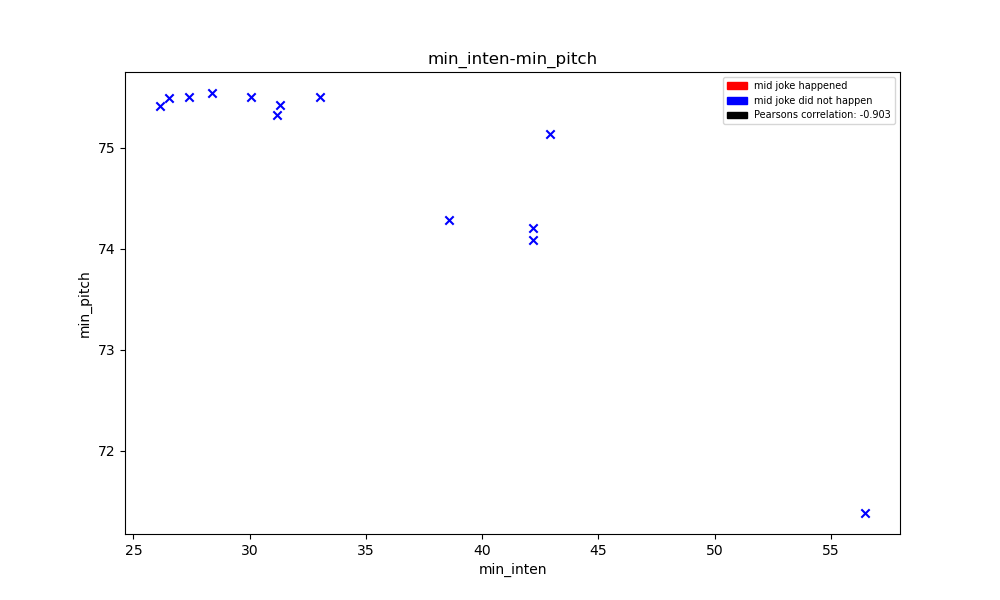 min_inten-min_pitch
mid joke happened
mid joke did not happen
Pearsons correlation: -0.903
75
74
73
72
min_pitch
25 30 35 40 45 50 55
min_inten